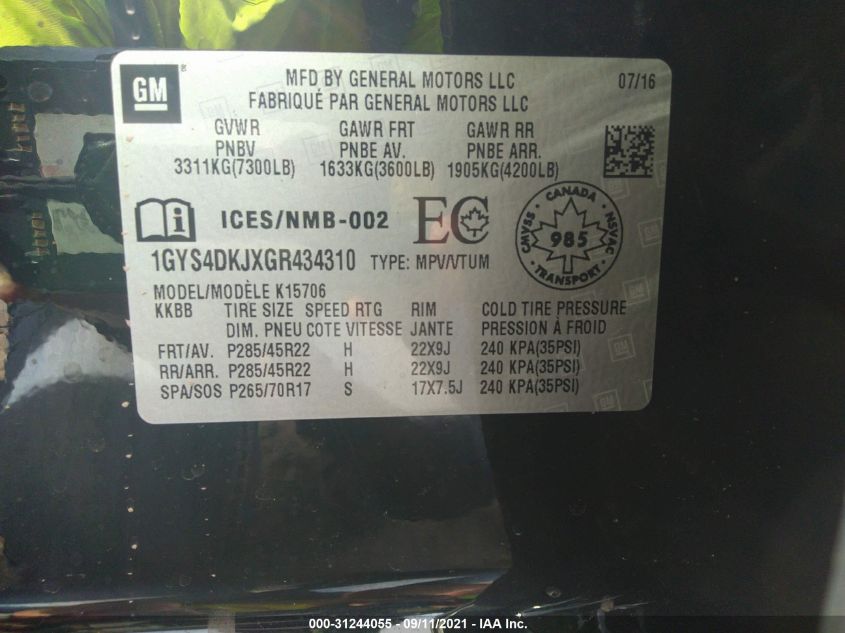 GM
MFD BY GENERAL MOTORS LLC 07/16
FABRIQUÉ PAR GENERAL MOTORS LLC
GVWR GAWR FRT GAWR RR
PNBV PNBE AV. PNBE ARR.
3311KG(7300LB) 1633KG(3600LB) 1905KG(4200LB)
i ICES/NMB-002 EC
CANADA CMVSS NSVAC 985 TRANSPORT
1GYS4DKJXGR434310 TYPE: MPV/VTUM
MODEL/MODÈLE K15706
KKBB TIRE SIZE SPEED RTG RIM COLD TIRE PRESSURE
DIM. PNEU COTE VITESSE JANTE PRESSION À FROID
FRT/AV. P285/45R22 H 22X9J 240 KPA(35PSI)
RR/ARR. P285/45R22 H 22X9J 240 KPA(35PSI)
SPA/SOS P265/70R17 S 17X7.5J 240 KPA(35PSI)
000-31244055 - 09/11/2021 - IAA Inc.